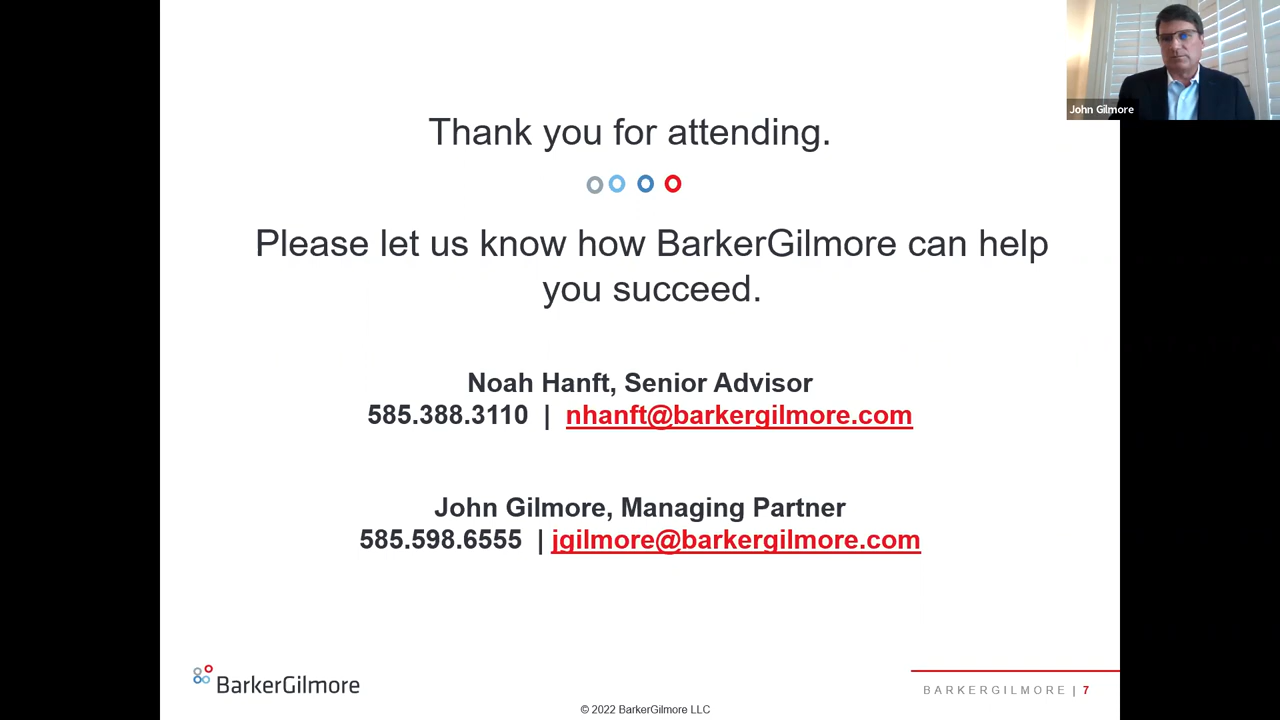 Thank you for attending.
Please let us know how BarkerGilmore can help
you succeed.
Noah Hanft, Senior Advisor
585.388.3110 | nhanft@barkergilmore.com
John Gilmore, Managing Partner
585.598.6555 | jgilmore@barkergilmore.com
BarkerGilmore
BARKERGILMORE | 7
© 2022 BarkerGilmore LLC
John Gilmore